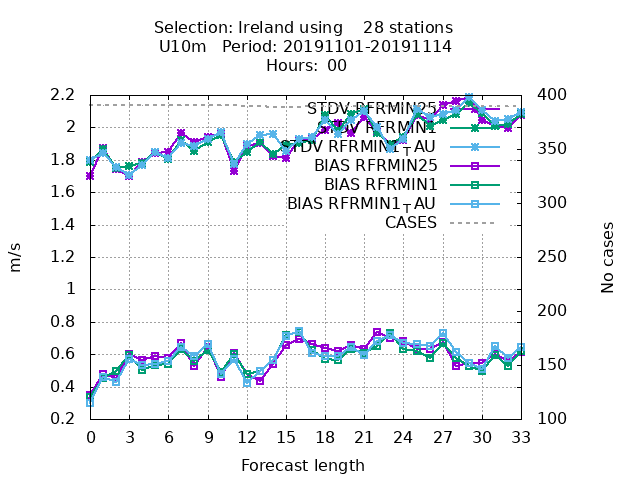 Selection: Ireland using    28 stations
U10m   Period: 20191101-20191114
Hours:  00
STDV RFRMIN25
STDV RFRMIN1
STDV RFRMIN1_AU
BIAS RFRMIN25
BIAS RFRMIN1
BIAS RFRMIN1_AU
CASES
2.2
2
1.8
1.6
1.4
1.2
1
0.8
0.6
0.4
0.2
m/s
400
350
300
250
200
150
100
No cases
0 3 6 9 12 15 18 21 24 27 30 33
Forecast length